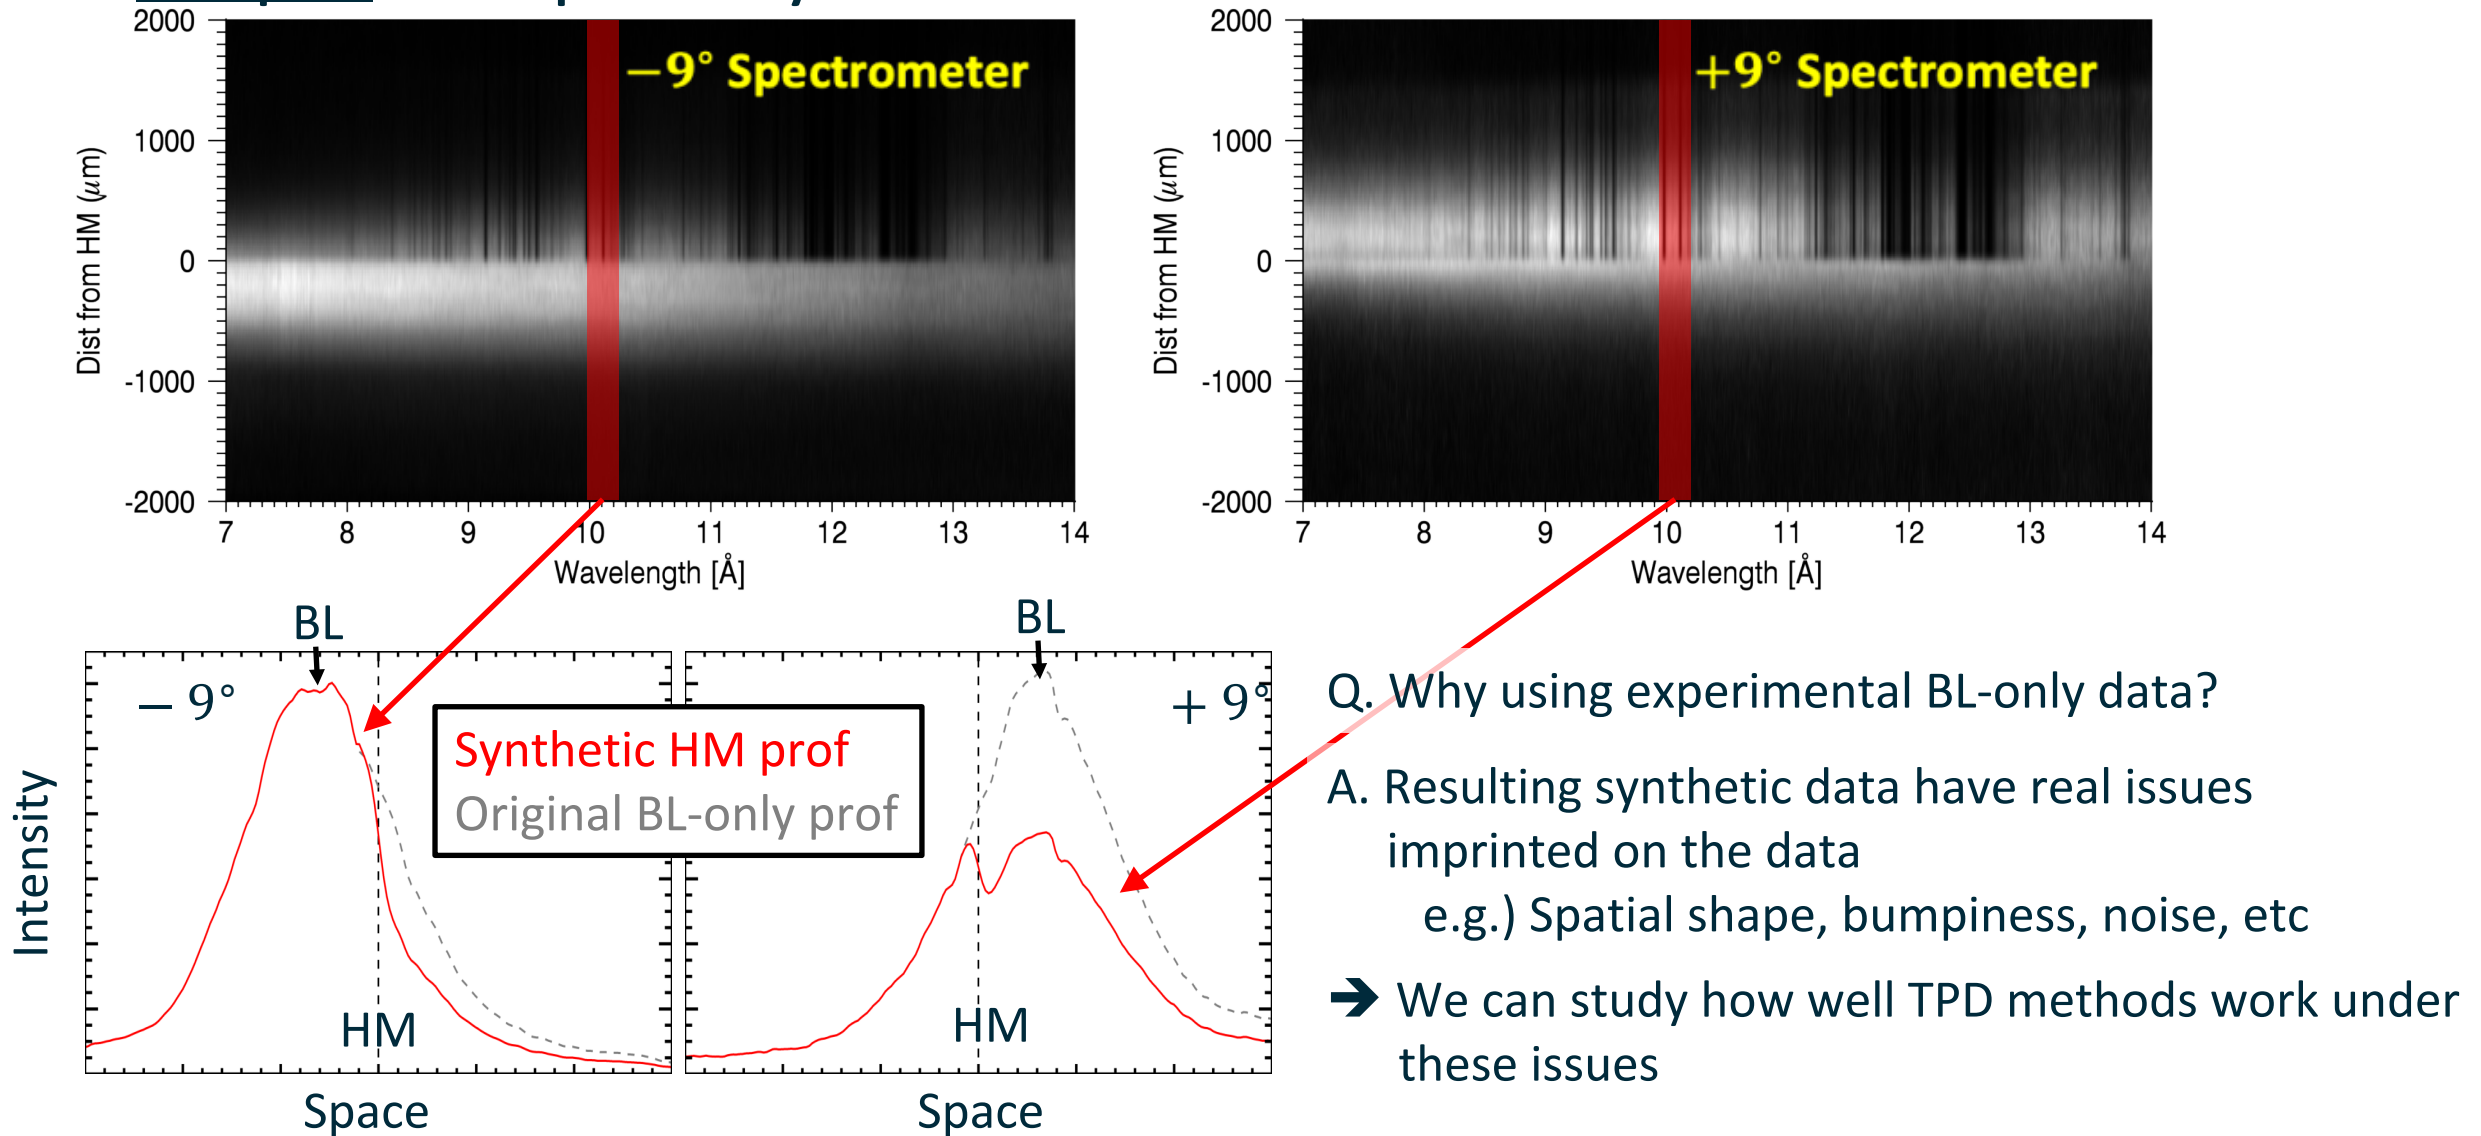 −9° Spectrometer
2000
1000
0
-1000
-2000
Dist from HM (μm)
7 8 9 10 11 12 13 14
Wavelength [Å]
+9° Spectrometer
2000
1000
0
-1000
-2000
Dist from HM (μm)
7 8 9 10 11 12 13 14
Wavelength [Å]
BL
− 9°
HM
Intensity
Space
Synthetic HM prof
Original BL-only prof
BL
+ 9°
HM
Space
Q. Why using experimental BL-only data?
A. Resulting synthetic data have real issues
imprinted on the data
e.g.) Spatial shape, bumpiness, noise, etc
➔ We can study how well TPD methods work under
these issues